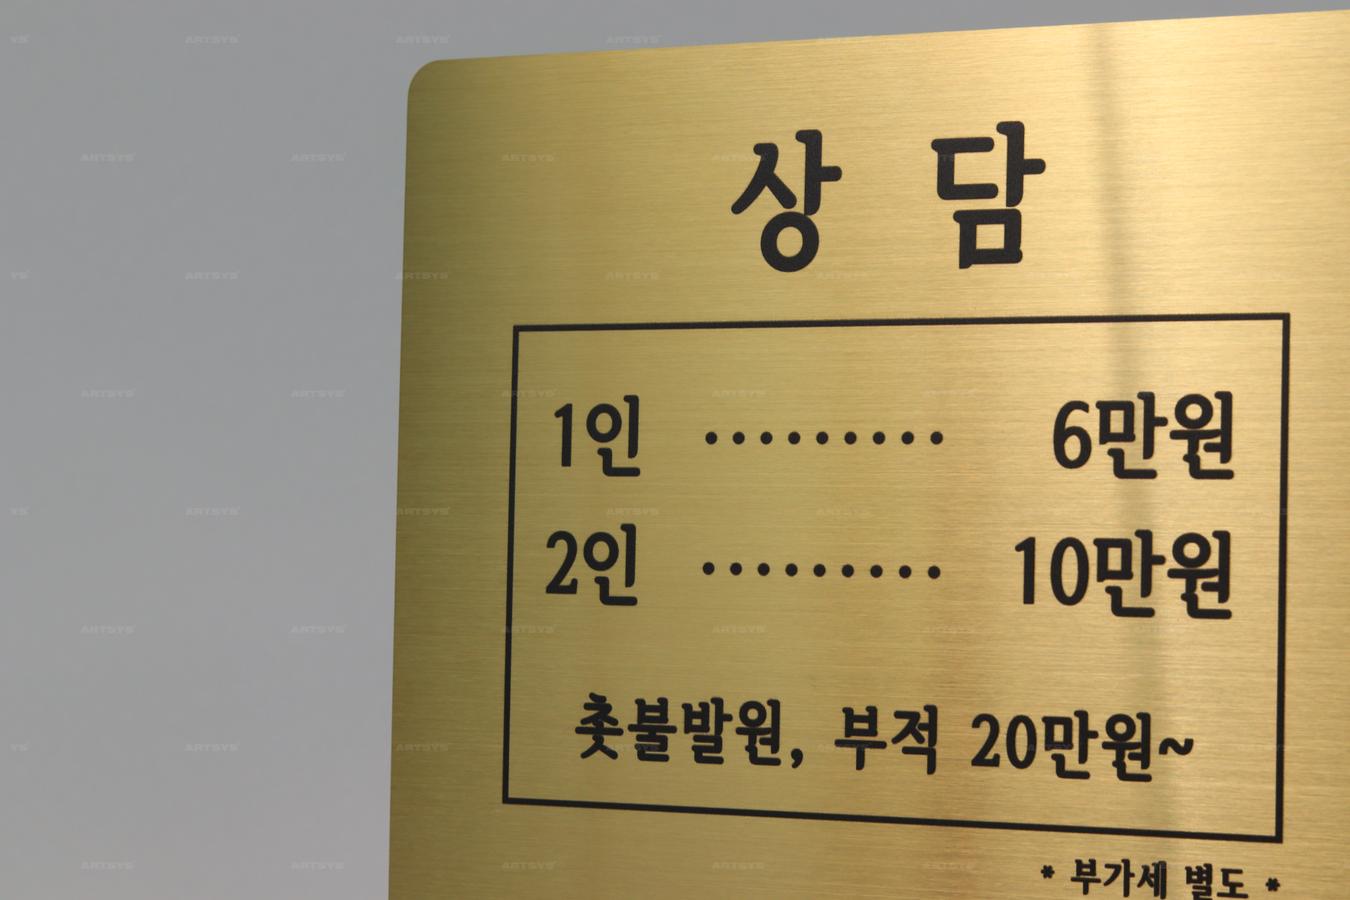 상 담
1인 ········· 6만원
2인 ········· 10만원
촛불발원, 부적 20만원~
* 부가세 별도 *
ARTSYS